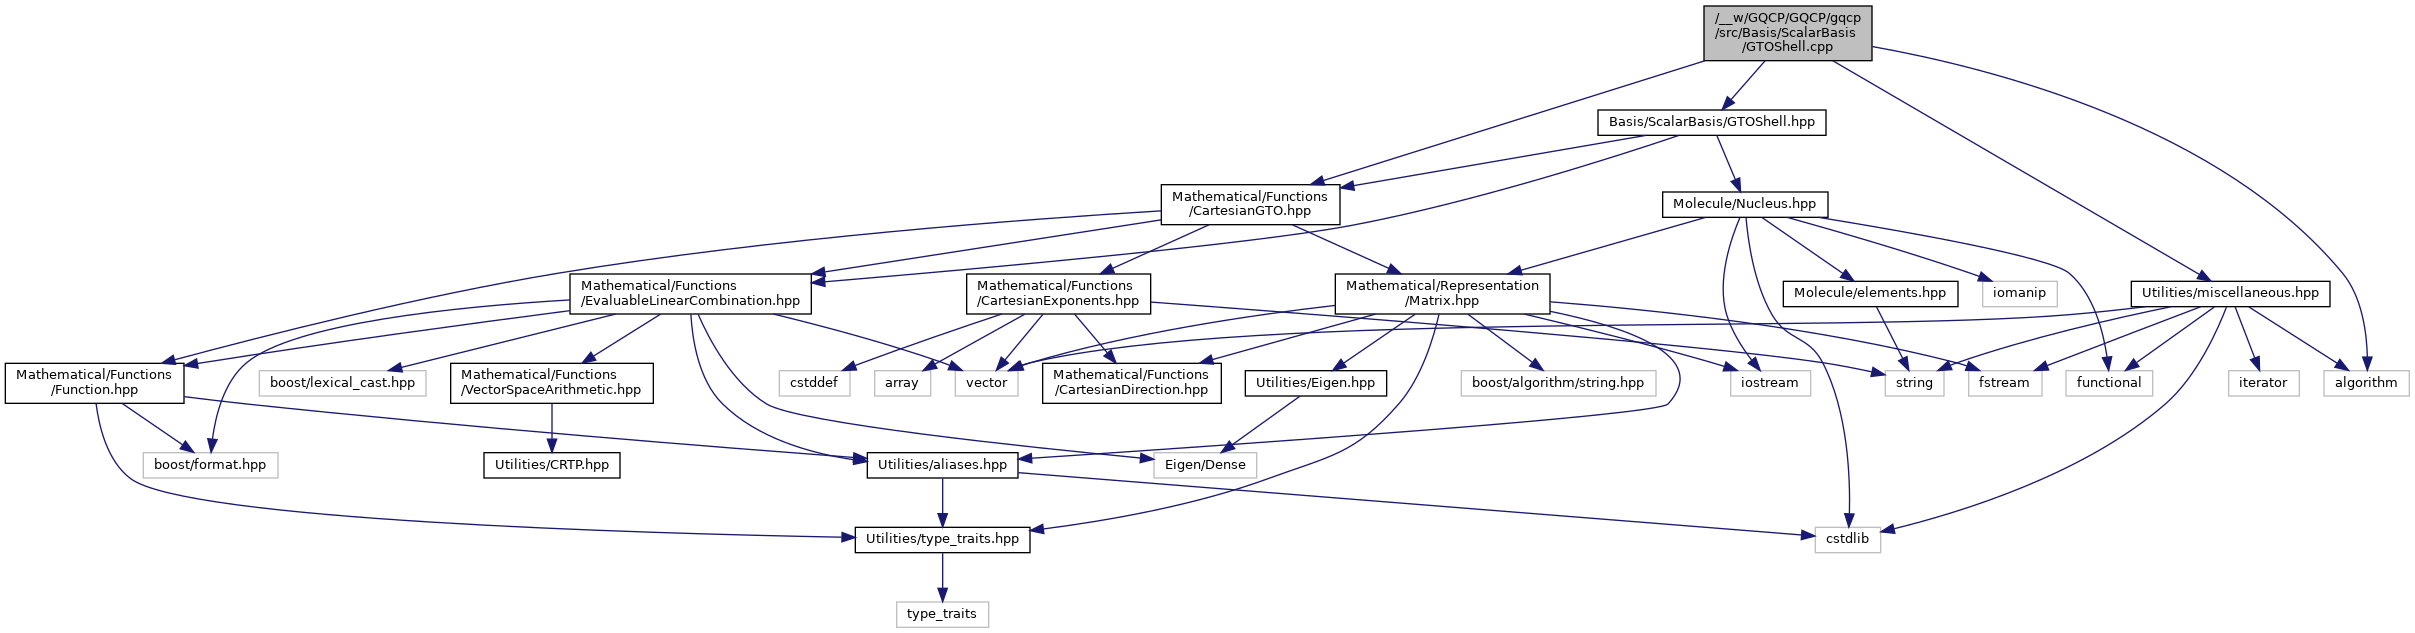 /__w/GQCP/GQCP/gqcp
/src/Basis/ScalarBasis
/GTOShell.cpp
Basis/ScalarBasis/GTOShell.hpp
Mathematical/Functions
/CartesianGTO.hpp
Molecule/Nucleus.hpp
Mathematical/Functions
/EvaluableLinearCombination.hpp
Mathematical/Functions
/CartesianExponents.hpp
Mathematical/Representation
/Matrix.hpp
Molecule/elements.hpp
iomanip
Utilities/miscellaneous.hpp
Mathematical/Functions
/Function.hpp
boost/lexical_cast.hpp
Mathematical/Functions
/VectorSpaceArithmetic.hpp
cstddef
array
vector
Mathematical/Functions
/CartesianDirection.hpp
Utilities/Eigen.hpp
boost/algorithm/string.hpp
iostream
string
fstream
functional
iterator
algorithm
boost/format.hpp
Utilities/CRTP.hpp
Utilities/aliases.hpp
Eigen/Dense
Utilities/type_traits.hpp
cstdlib
type_traits